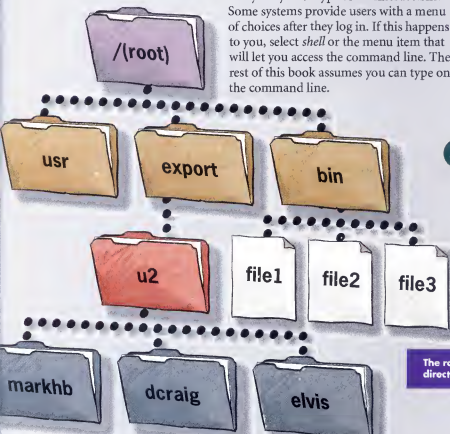 Some systems provide users with a menu
of choices after they log in. If this happens
to you, select shell or the menu item that
will let you access the command line. The
rest of this book assumes you can type on
the command line.
/(root)
usr
export
bin
u2
file1
file2
file3
markhb
dcraig
elvis
The
direct